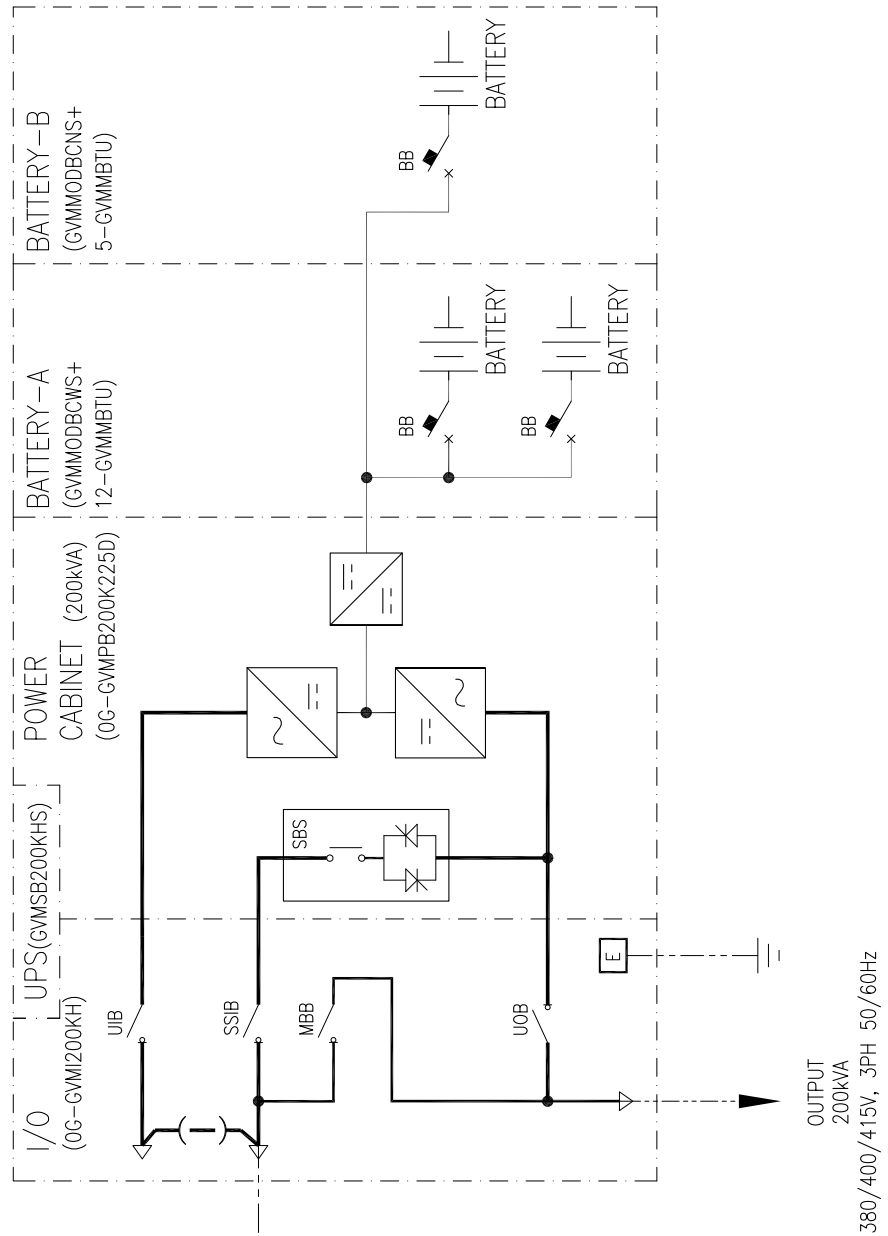 I/O
(0G-GVMI200KH)
UPS(GVMSB200KHS)
POWER
CABINET (200kVA)
(0G-GVMPB200K225D)
BATTERY-A
(GVMMODBCWS+
12-GVMMBTU)
BATTERY-B
(GVMMODBCNS+
5-GVMMBTU)
UIB
SSIB
MBB
UOB
SBS
BB
BATTERY
BB
BATTERY
BB
BATTERY
E
OUTPUT
200kVA
380/400/415V, 3PH 50/60Hz